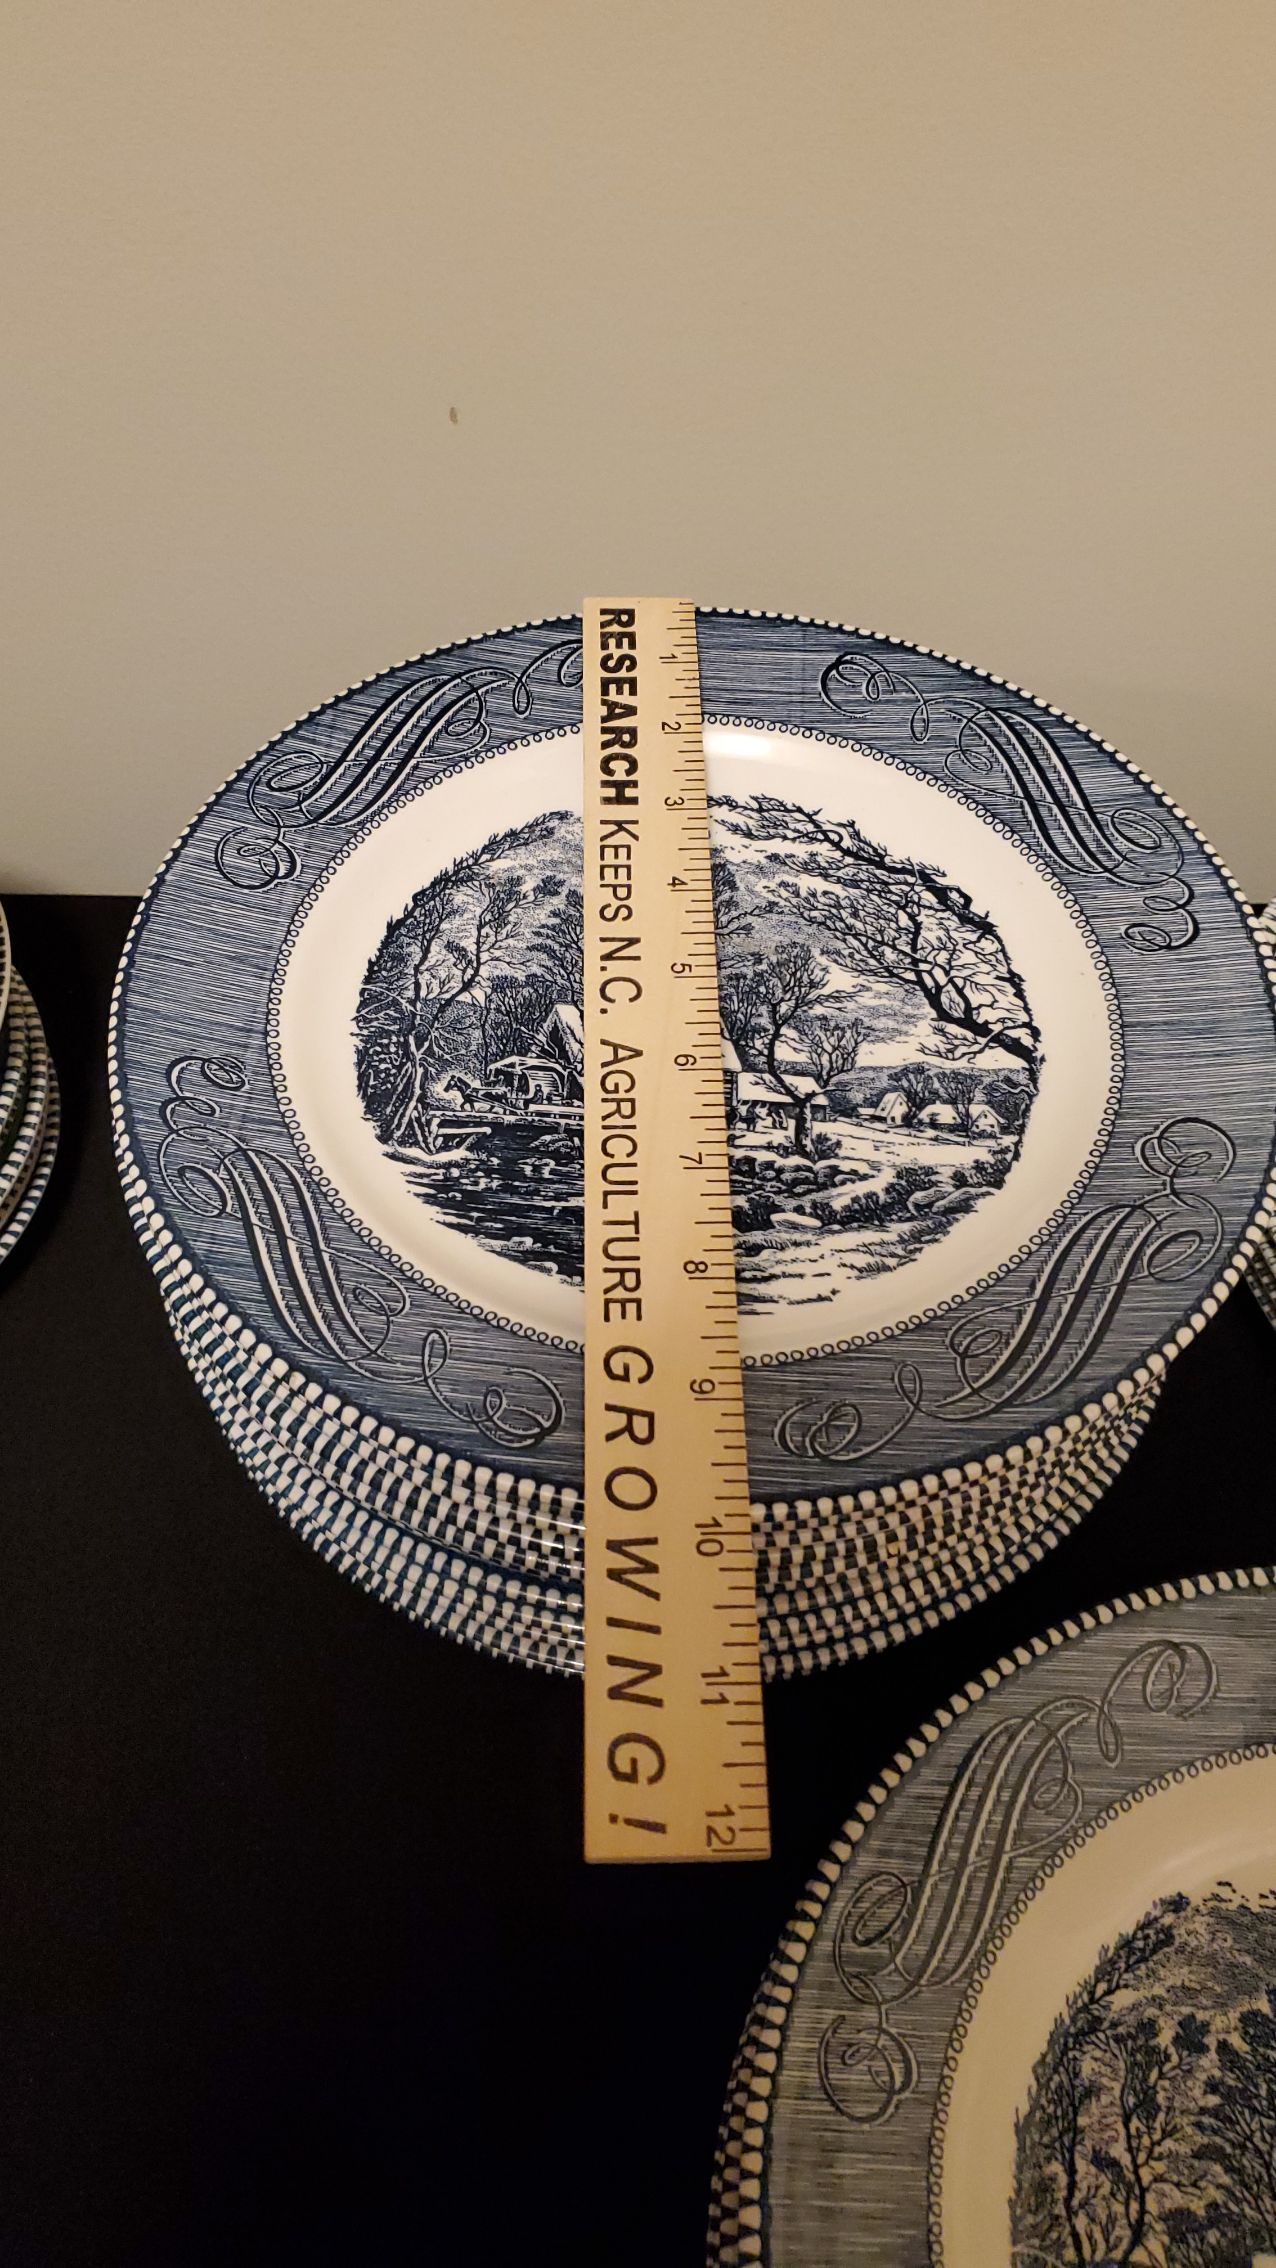 RESEARCH KEEPS N.C. AGRICULTURE GROWING!
1 2 3 4 5 6 7 8 9 10 11 12